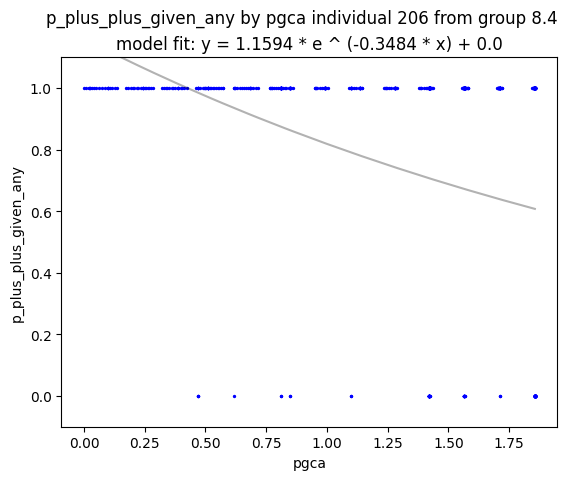 p_plus_plus_given_any by pgca individual 206 from group 8.4
model fit: y = 1.1594 * e ^ (-0.3484 * x) + 0.0
1.0
0.8
0.6
0.4
0.2
0.0
p_plus_plus_given_any
0.00 0.25 0.50 0.75 1.00 1.25 1.50 1.75
pgca